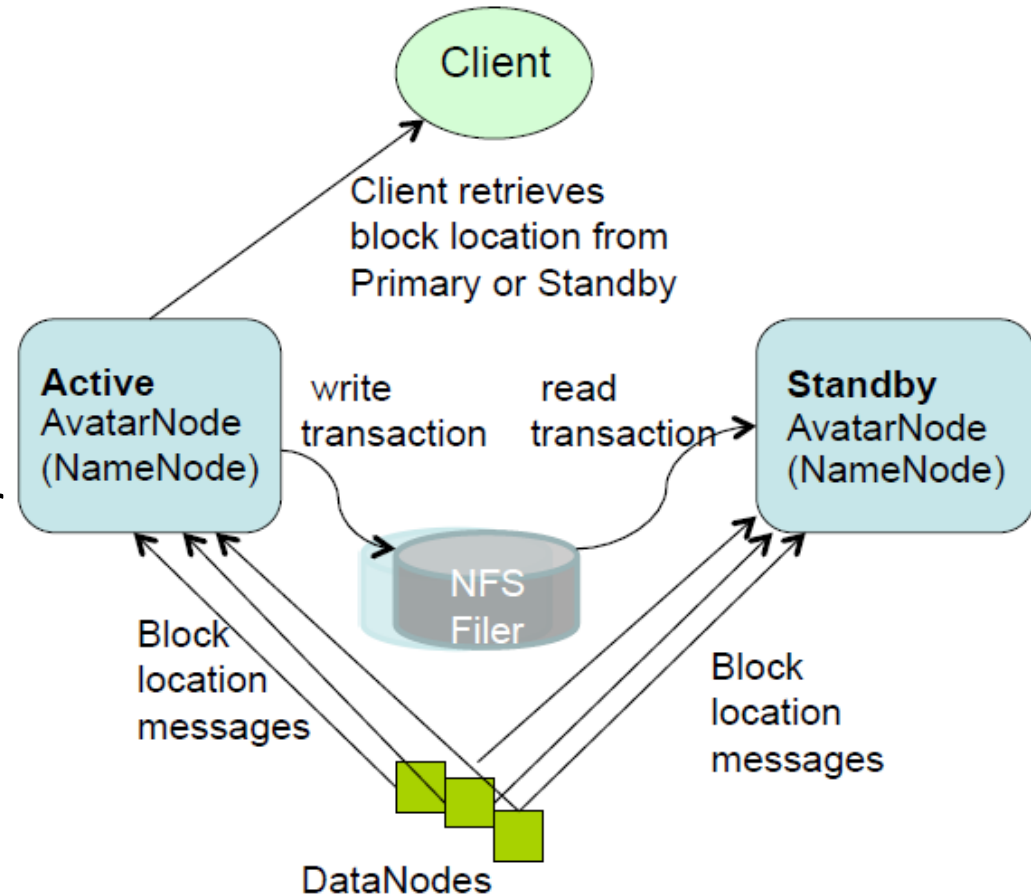 Client
Client retrieves
block location from
Primary or Standby
Active
AvatarNode
(NameNode)
write
transaction
read
transaction
Standby
AvatarNode
(NameNode)
NFS
Filer
Block
location
messages
Block
location
messages
DataNodes